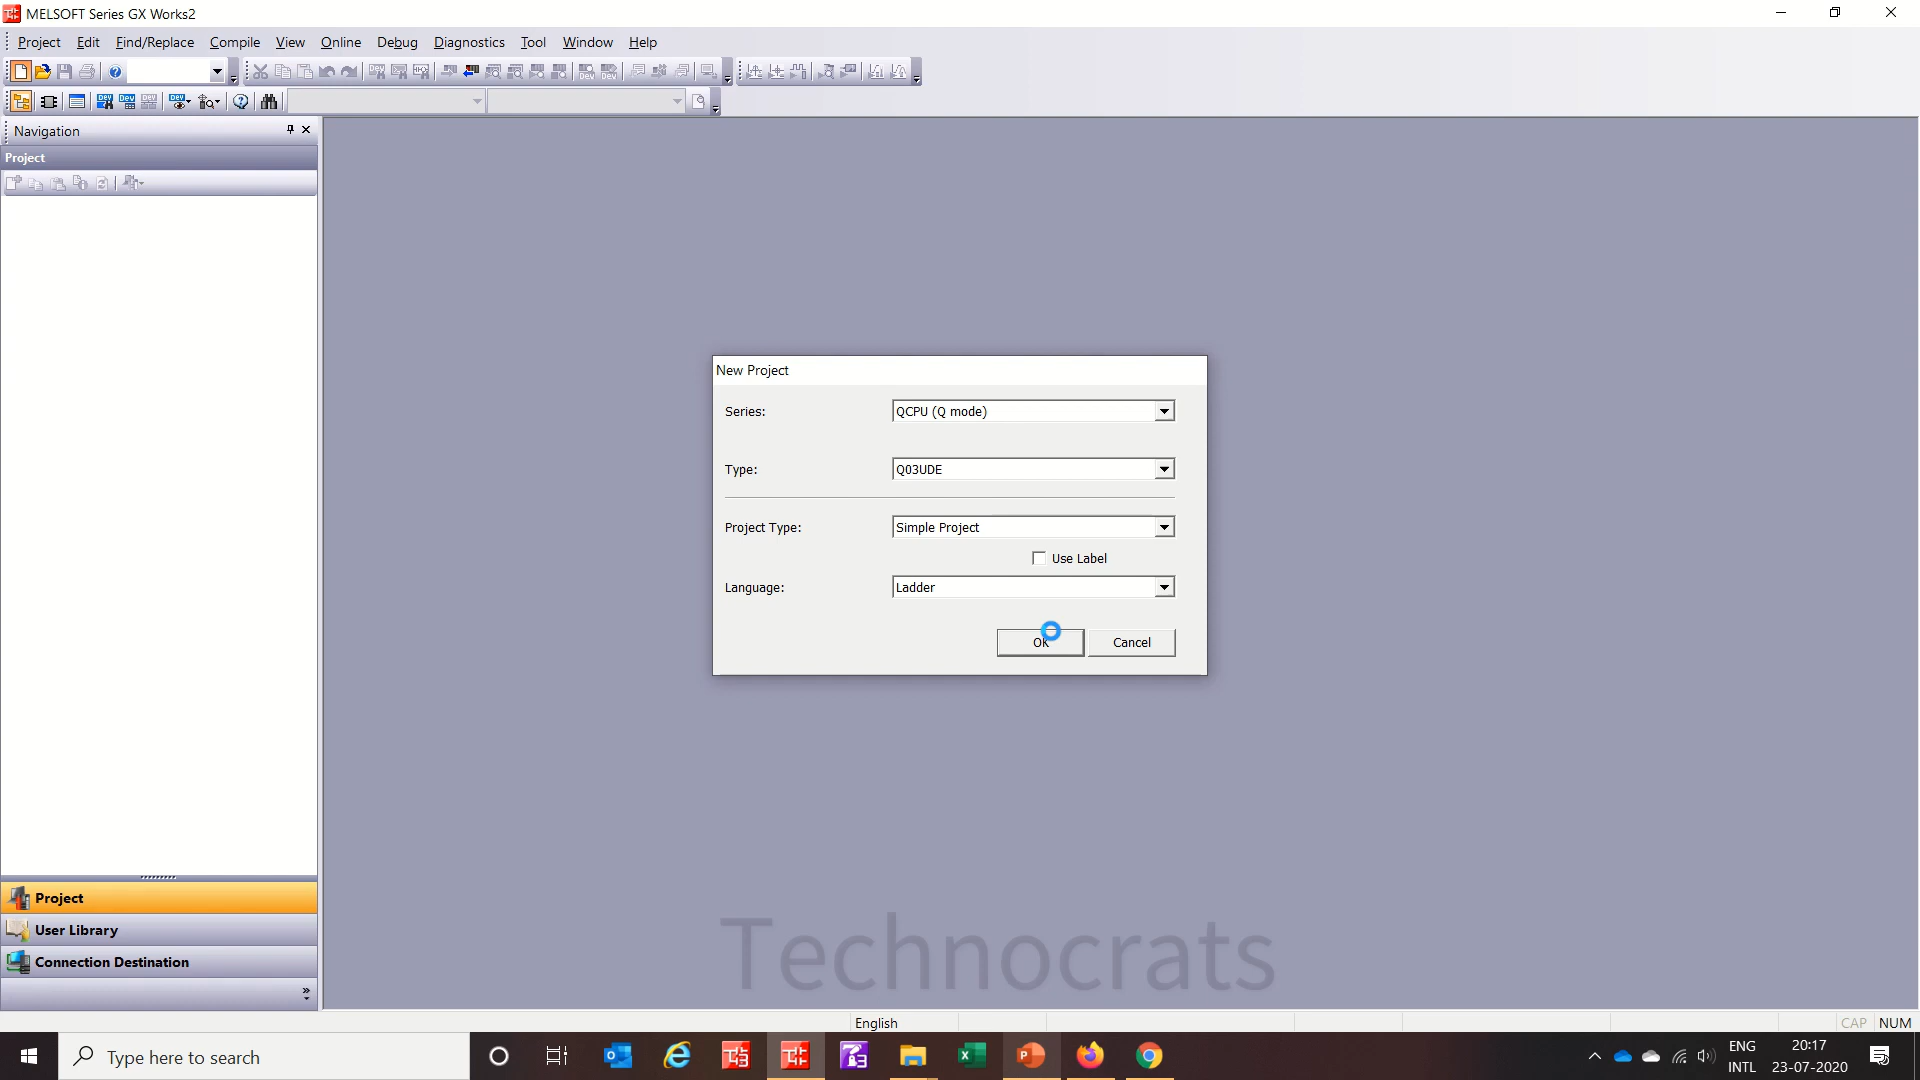 MELSOFT Series GX Works2
Project Edit Find/Replace Compile View Online Debug Diagnostics Tool Window Help
Navigation
Project
New Project
Series: QCPU (Q mode)
Type: Q03UDE
Project Type: Simple Project
Use Label
Language: Ladder
OK Cancel
Project
User Library
Connection Destination
Technocrats
English CAP NUM
Type here to search
ENG 20:17
INTL 23-07-2020